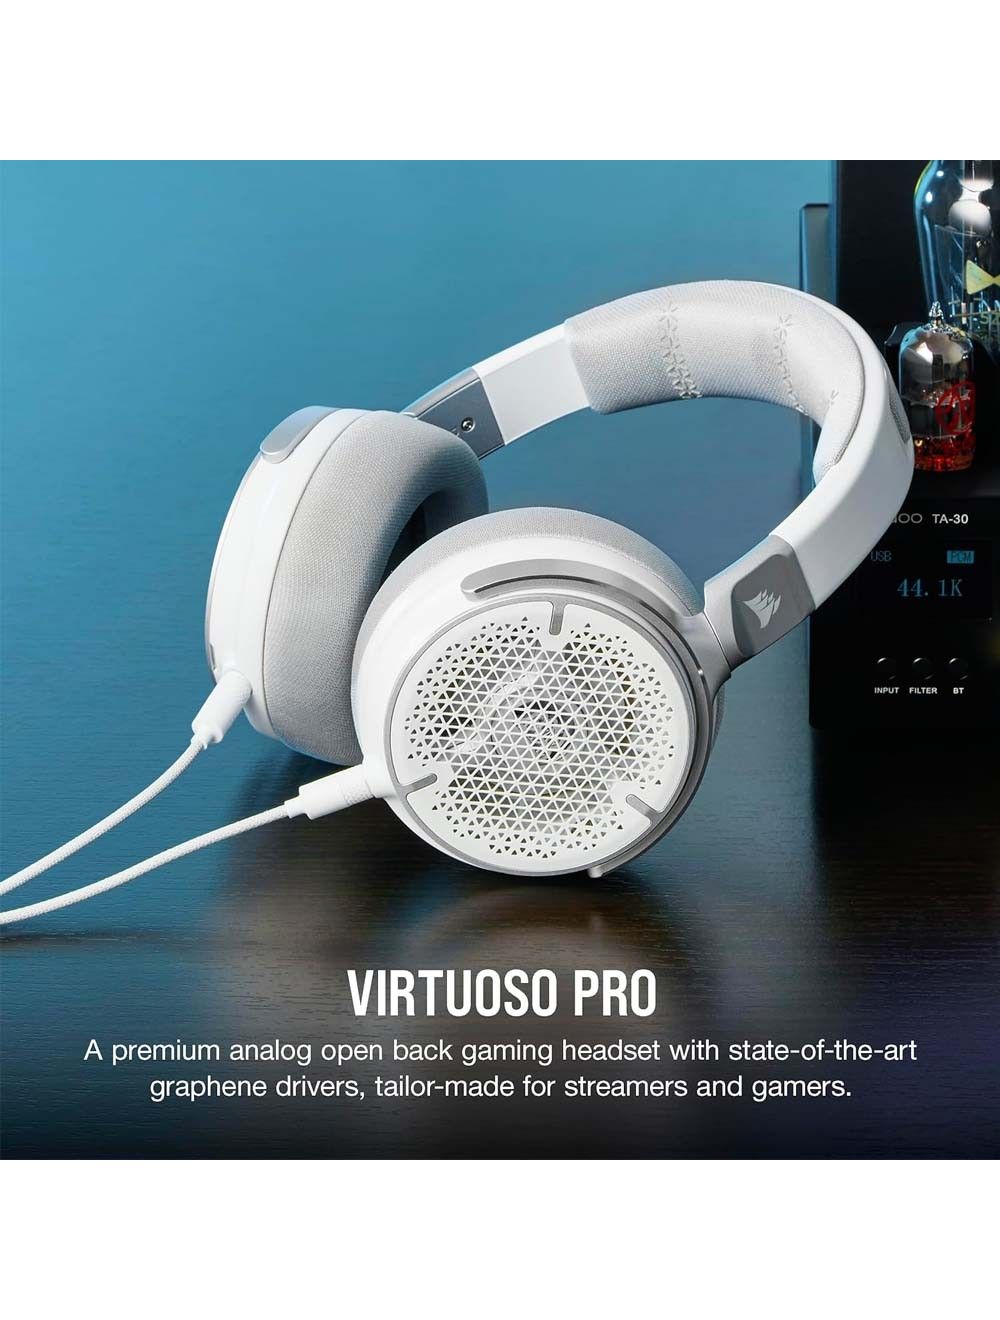 TA-30
USB
PCM
44.1K
INPUT FILTER BT
VIRTUOSO PRO
A premium analog open back gaming headset with state-of-the-art
graphene drivers, tailor-made for streamers and gamers.